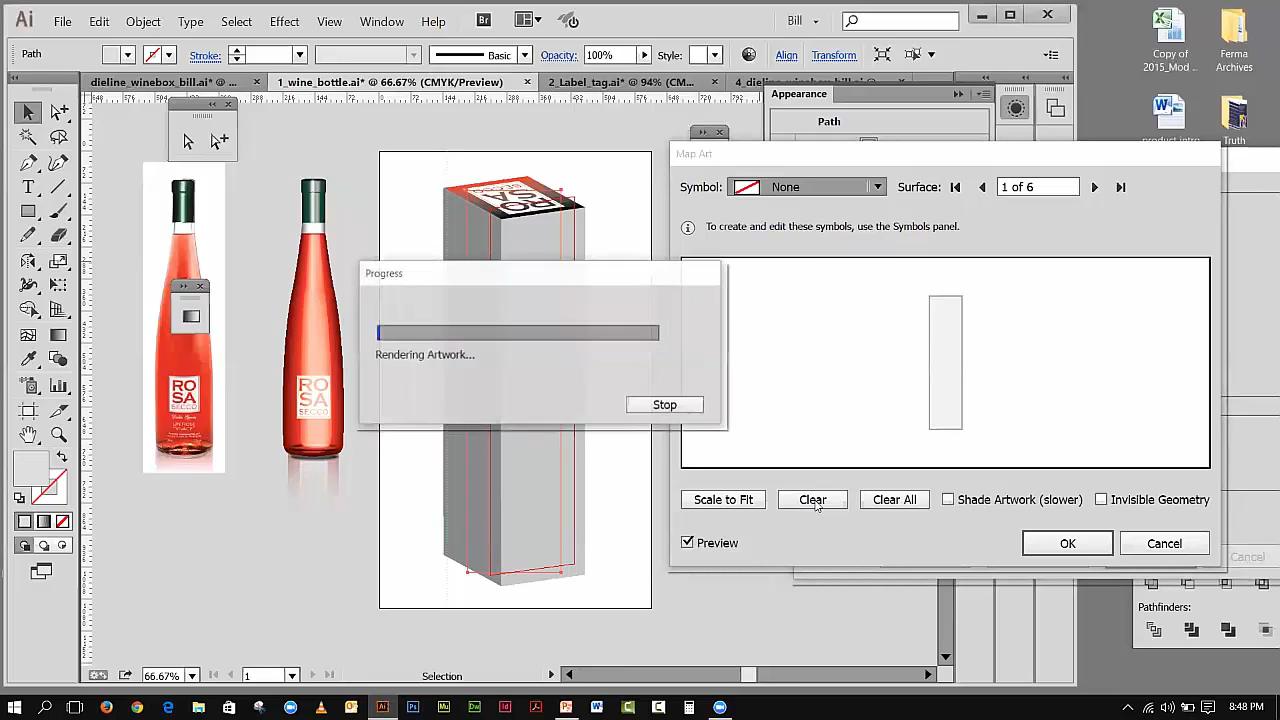 Ai File Edit Object Type Select Effect View Window Help Br Bill
Path Stroke: Basic Opacity: 100% Style: Align Transform
dieline_winebox_bill.ai* @ ... × 1_wine_bottle.ai* @ 66.67% (CMYK/Preview) × 2_Label_tag.ai* @ 94% (CM...
Appearance
Path
Map Art
Symbol: None Surface: 1 of 6
To create and edit these symbols, use the Symbols panel.
Progress
Rendering Artwork...
Stop
Scale to Fit Clear Clear All Shade Artwork (slower) Invisible Geometry
Preview OK Cancel
Cancel
Pathfinders:
RO
SA
SECCO
RO
SA
SECCO
ROSA
66.67% 1 Selection
Copy of
2015_Mod ...
Ferma
Archives
Truth
8:48 PM